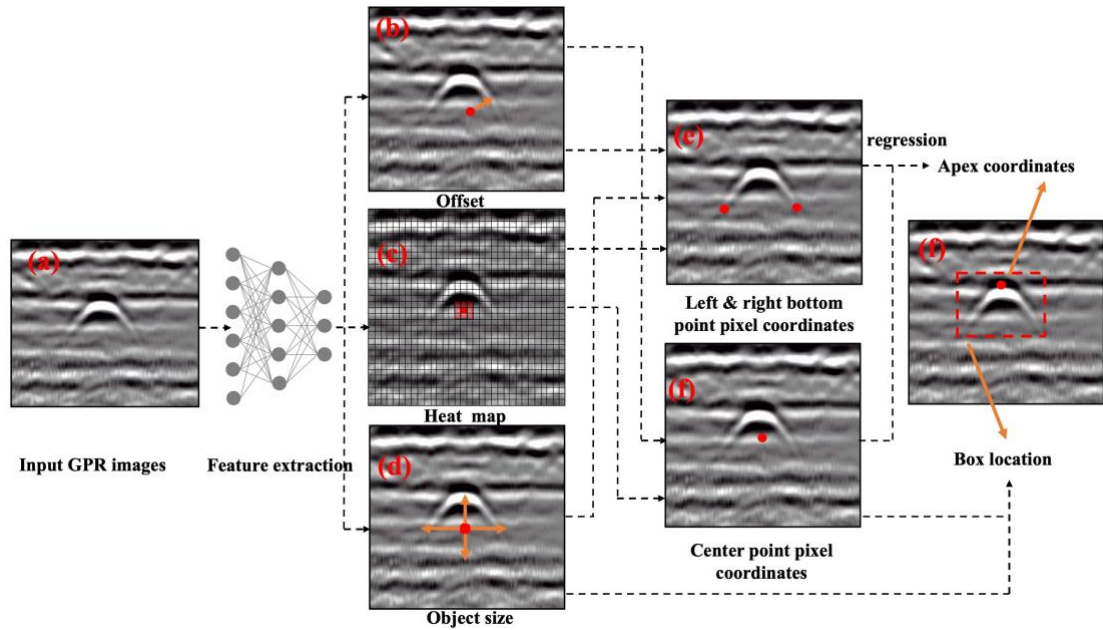 (a)
Input GPR images
Feature extraction
(b)
Offset
(c)
Heat map
(d)
Object size
(e)
Left & right bottom
point pixel coordinates
(f)
Center point pixel
coordinates
regression
Apex coordinates
(f)
Box location